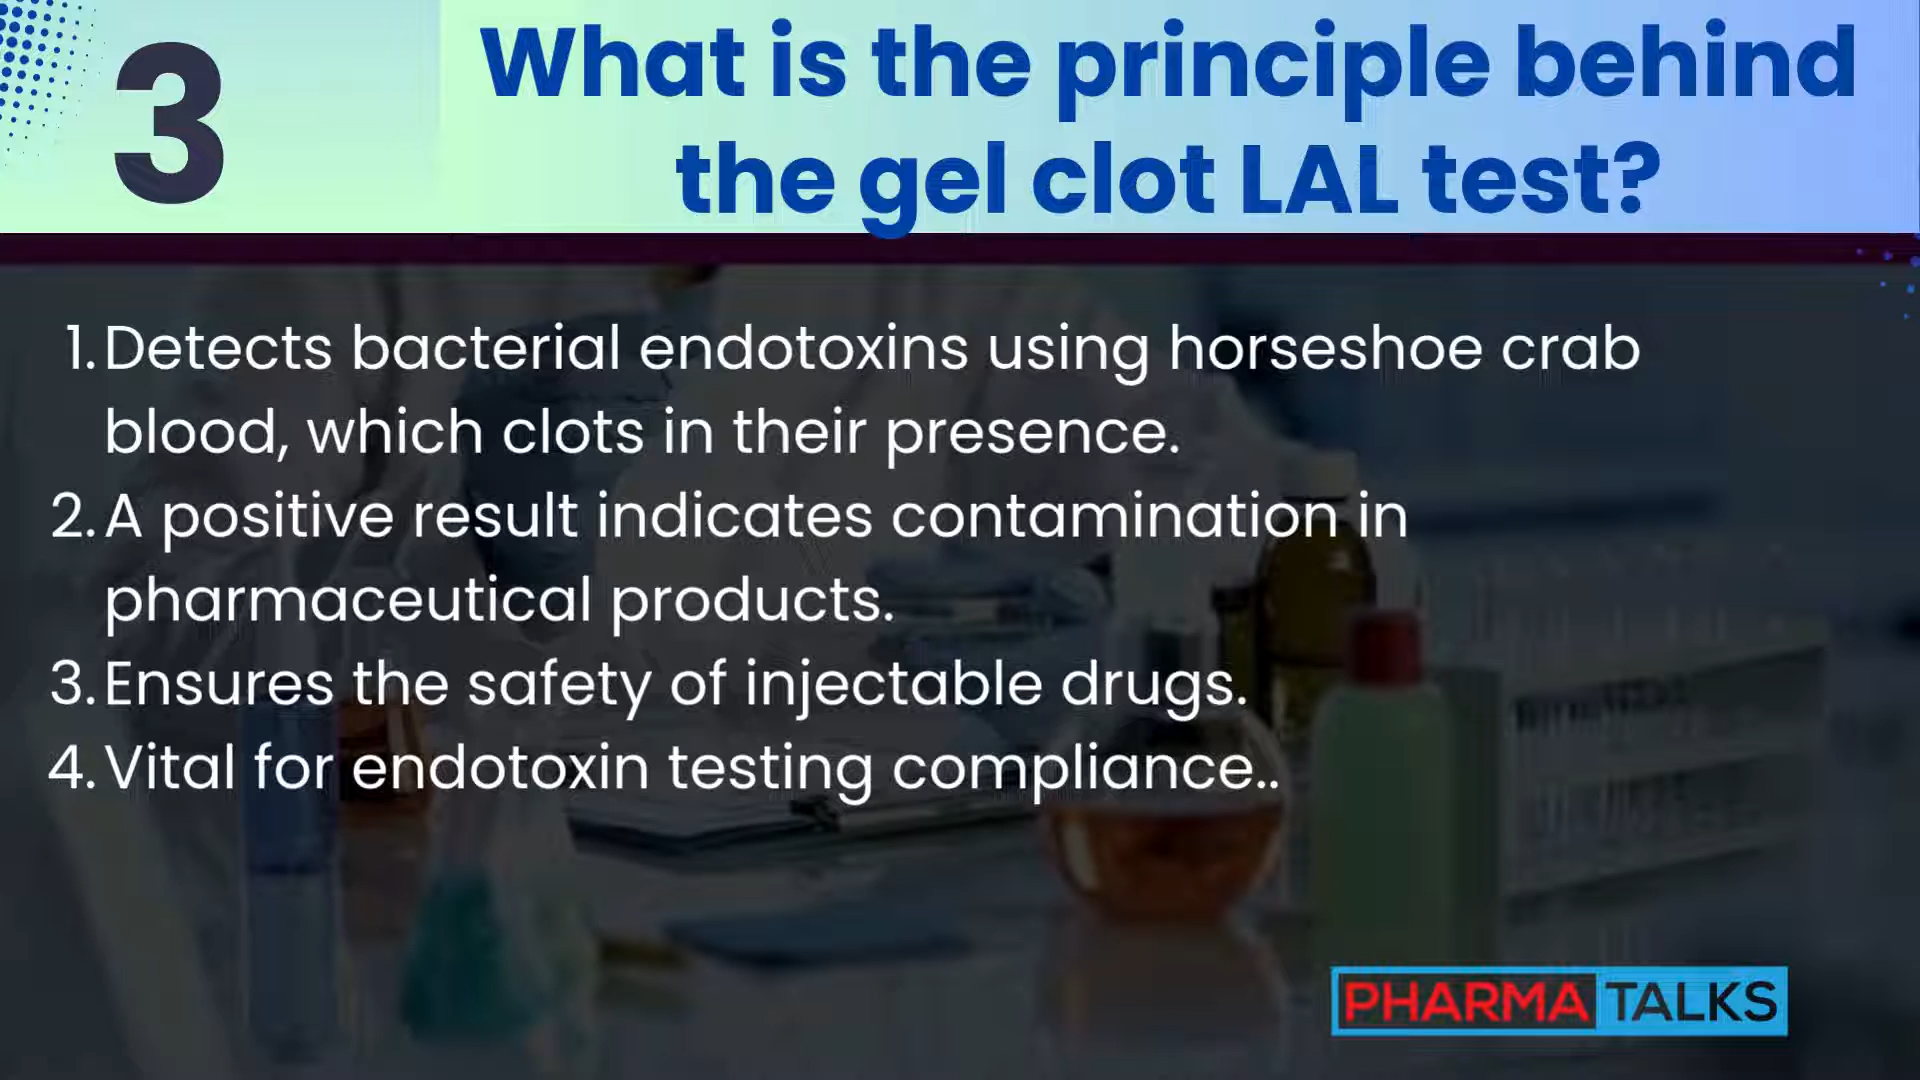 3
What is the principle behind
the gel clot LAL test?
1. Detects bacterial endotoxins using horseshoe crab
blood, which clots in their presence.
2. A positive result indicates contamination in
pharmaceutical products.
3. Ensures the safety of injectable drugs.
4. Vital for endotoxin testing compliance..
PHARMA TALKS